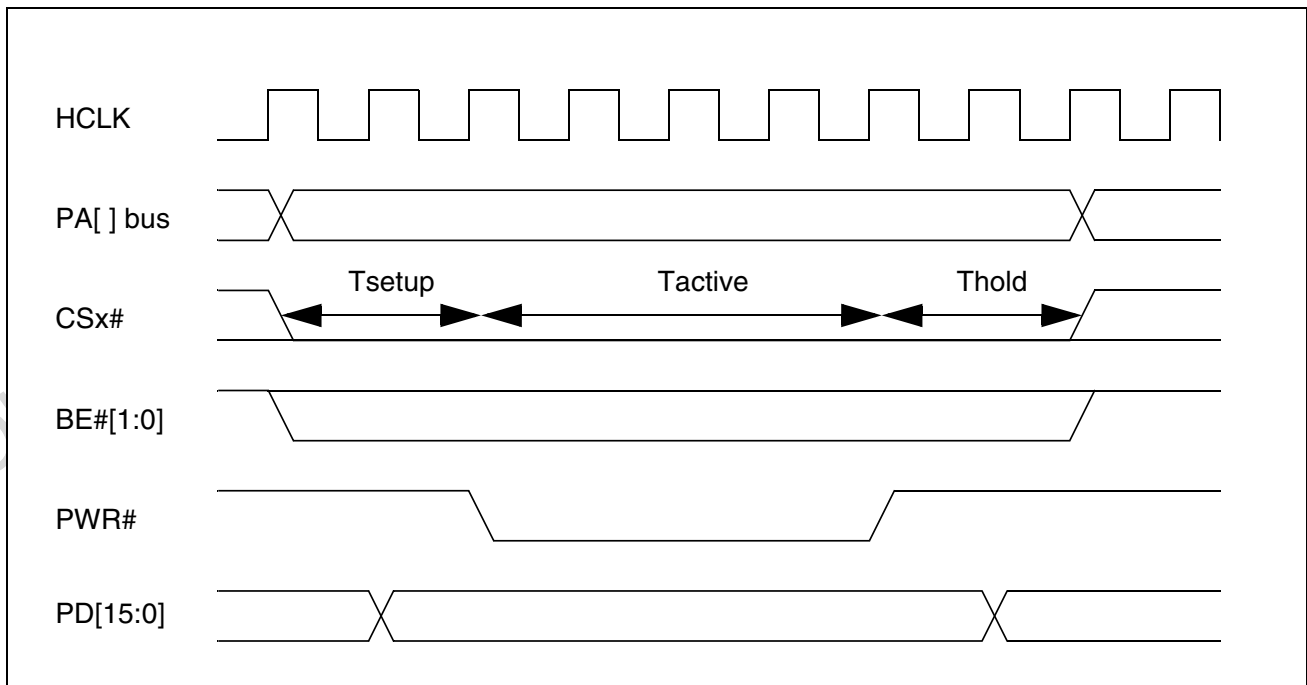 HCLK
PA[ ] bus
Tsetup Tactive Thold
CSx#
BE#[1:0]
PWR#
PD[15:0]